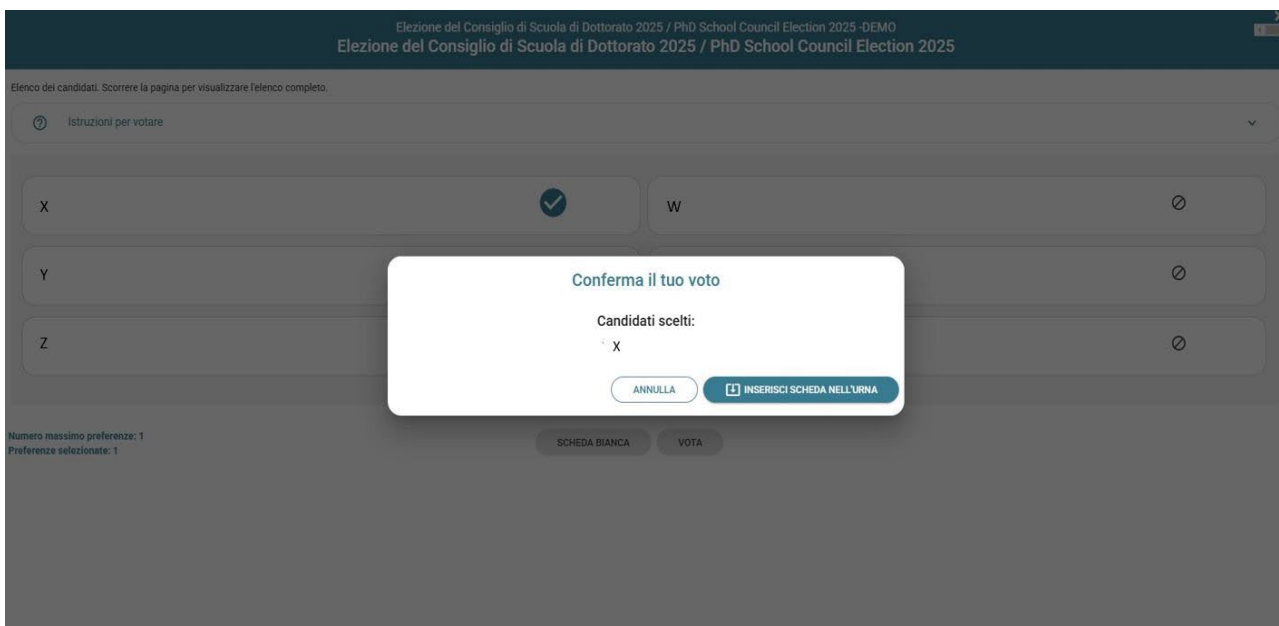 Elezione del Consiglio di Scuola di Dottorato 2025 / PhD School Council Election 2025 -DEMO
Elezione del Consiglio di Scuola di Dottorato 2025 / PhD School Council Election 2025
Elenco dei candidati. Scorrere la pagina per visualizzare l'elenco completo.
Istruzioni per votare
X
W
Y
Conferma il tuo voto
Candidati scelti:
X
Z
ANNULLA
INSERISCI SCHEDA NELL'URNA
Numero massimo preferenze: 1
Preferenze selezionate: 1
SCHEDA BIANCA
VOTA